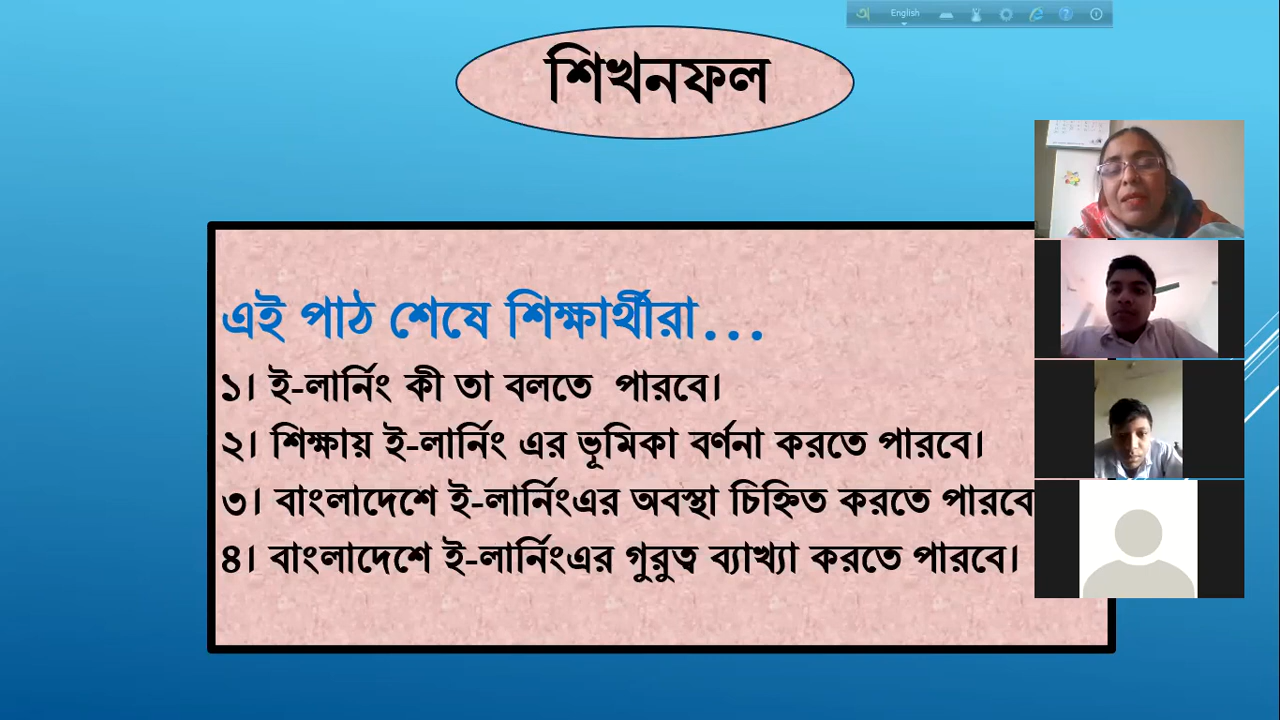 English
শিখনফল
এই পাঠ শেষে শিক্ষার্থীরা...
১। ই-লার্নিং কী তা বলতে পারবে।
২। শিক্ষায় ই-লার্নিং এর ভূমিকা বর্ণনা করতে পারবে।
৩। বাংলাদেশে ই-লার্নিংএর অবস্থা চিহ্নিত করতে পারবে
৪। বাংলাদেশে ই-লার্নিংএর গুরুত্ব ব্যাখ্যা করতে পারবে।